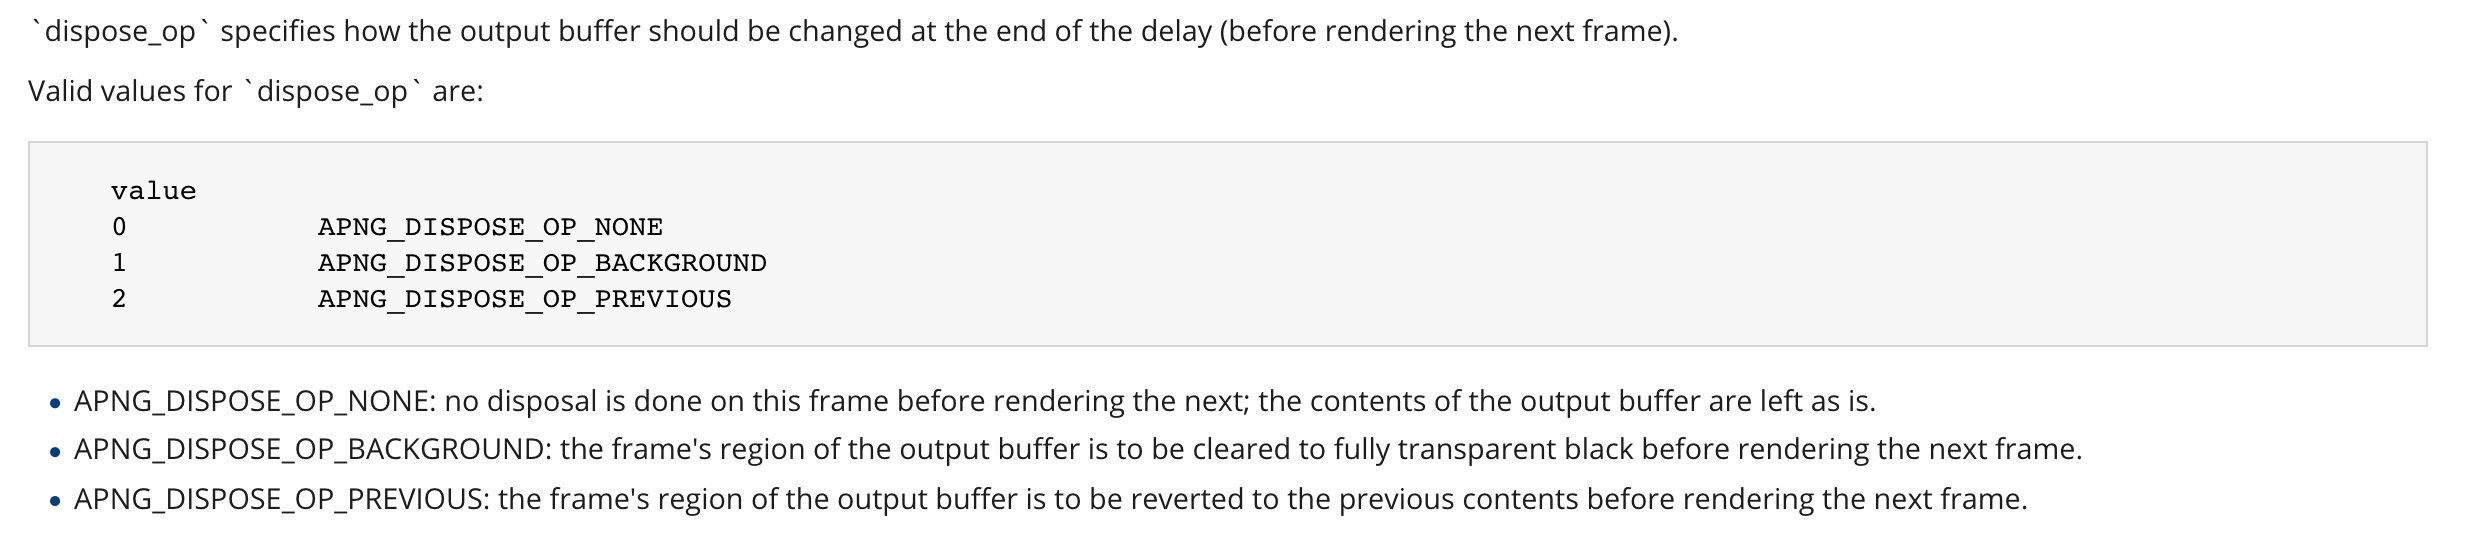 `dispose_op` specifies how the output buffer should be changed at the end of the delay (before rendering the next frame).
Valid values for `dispose_op` are:
value
0 APNG_DISPOSE_OP_NONE
1 APNG_DISPOSE_OP_BACKGROUND
2 APNG_DISPOSE_OP_PREVIOUS
• APNG_DISPOSE_OP_NONE: no disposal is done on this frame before rendering the next; the contents of the output buffer are left as is.
• APNG_DISPOSE_OP_BACKGROUND: the frame's region of the output buffer is to be cleared to fully transparent black before rendering the next frame.
• APNG_DISPOSE_OP_PREVIOUS: the frame's region of the output buffer is to be reverted to the previous contents before rendering the next frame.